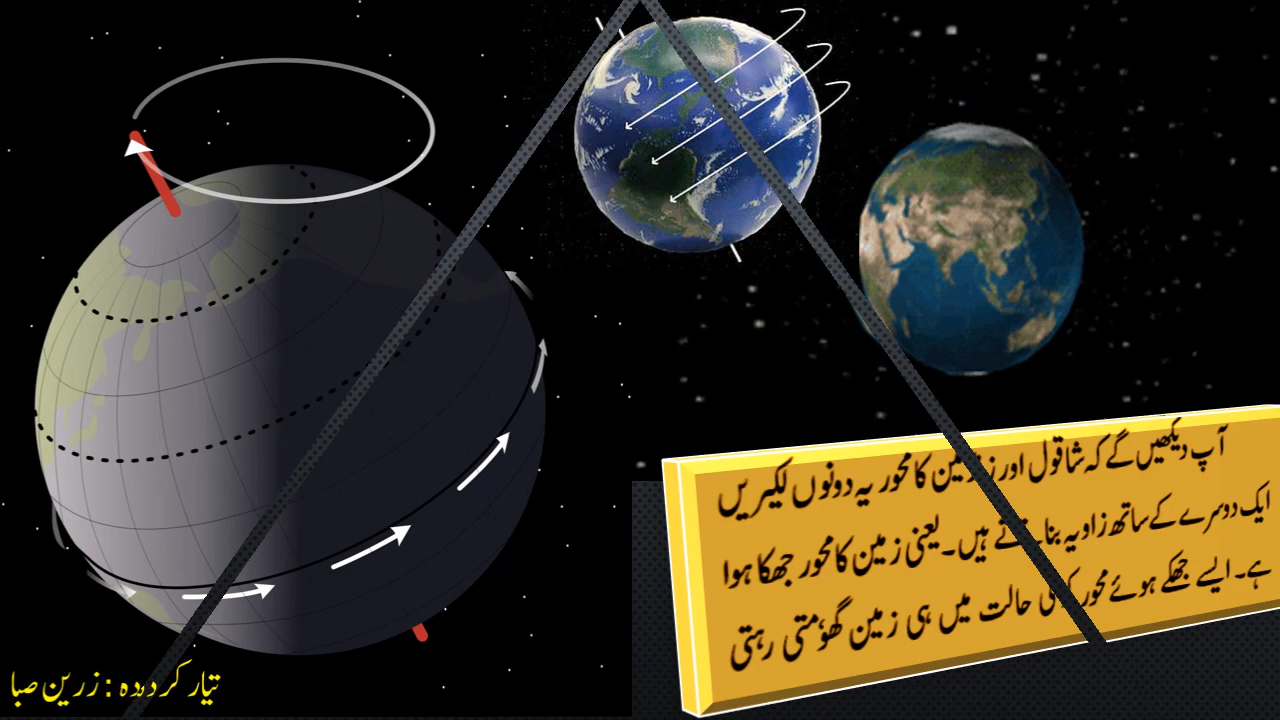 آپ دیکھیں گے کہ شاقول اور زمین کا محور یہ دونوں لکیریں
ایک دوسرے کے ساتھ زاویہ بناتے ہیں۔ یعنی زمین کا محور جھکا ہوا
ہے۔ ایسے جھکے ہوئے محور کی حالت میں ہی زمین گھومتی رہتی
تیار کردہ : زرین صبا